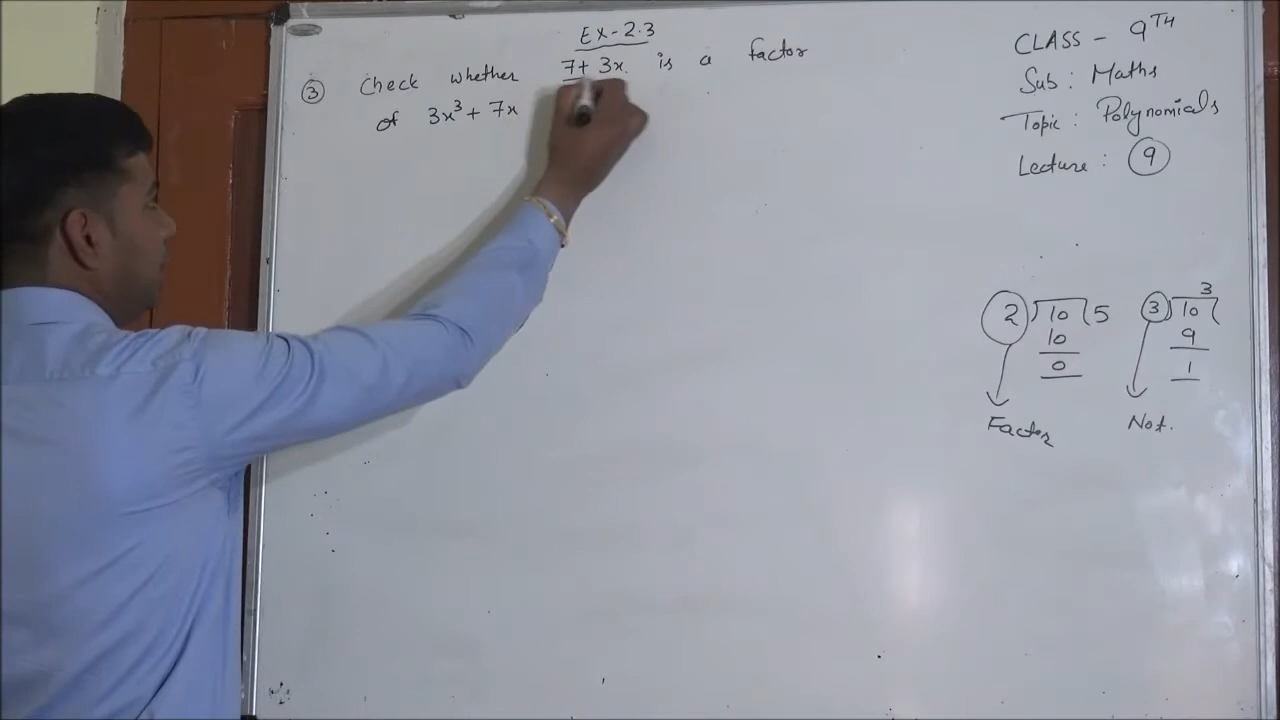 EX-2.3
③ Check whether 7+3x is a factor
of 3x³+7x
CLASS - 9TH
Sub: Maths
Topic: Polynomials
Lecture: ⑨
2)10(5
10
0
Factor
3
3)10(
9
1
Not.